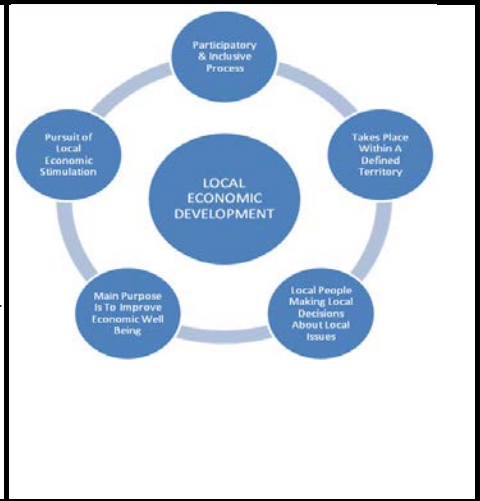 Participatory
& Inclusive
Process
Takes Place
Within A
Defined
Territory
Local People
Making Local
Decisions
About Local
Issues
Main Purpose
Is To Improve
Economic Well
Being
Pursuit of
Local
Economic
Stimulation
LOCAL
ECONOMIC
DEVELOPMENT